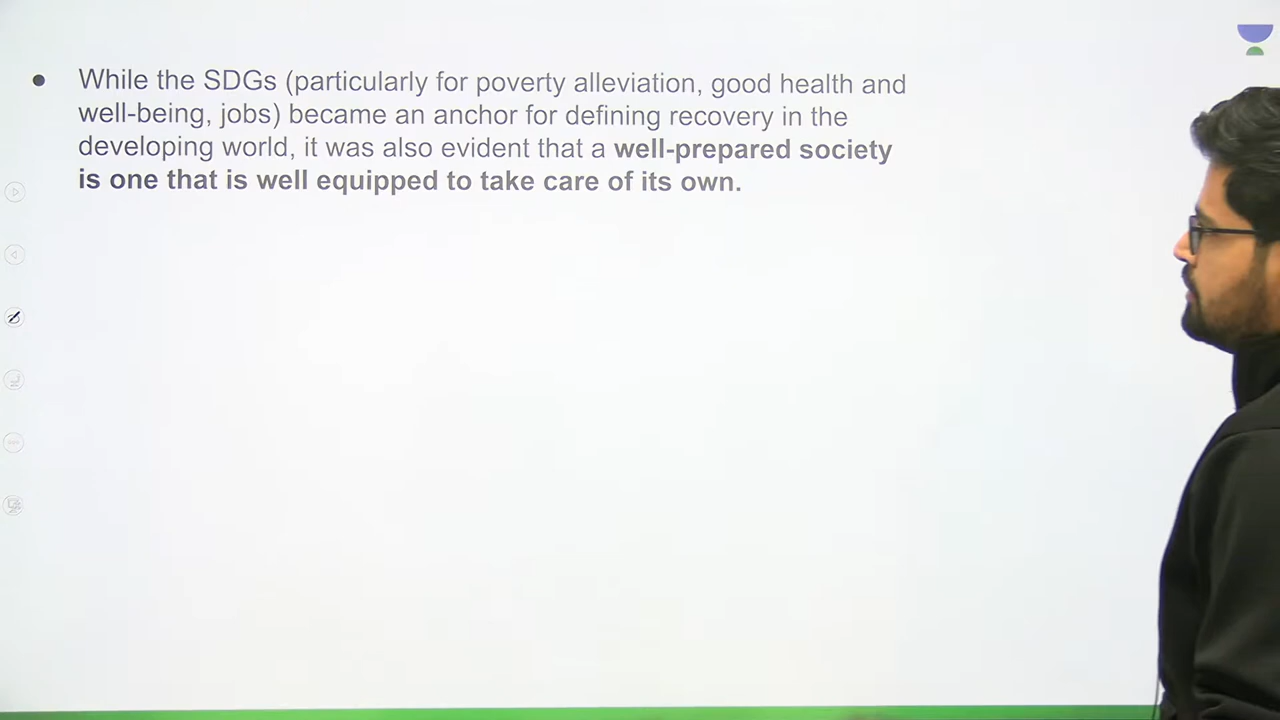 While the SDGs (particularly for poverty alleviation, good health and
well-being, jobs) became an anchor for defining recovery in the
developing world, it was also evident that a well-prepared society
is one that is well equipped to take care of its own.